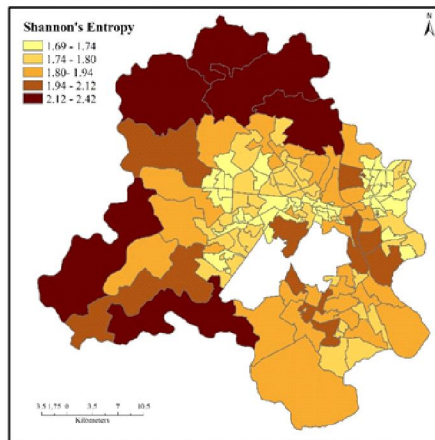 Shannon's Entropy
1.69 - 1.74
1.74 - 1.80
1.80- 1.94
1.94 - 2.12
2.12 - 2.42
N
3.5 1.75 0 3.5 7 10.5
Kilometers